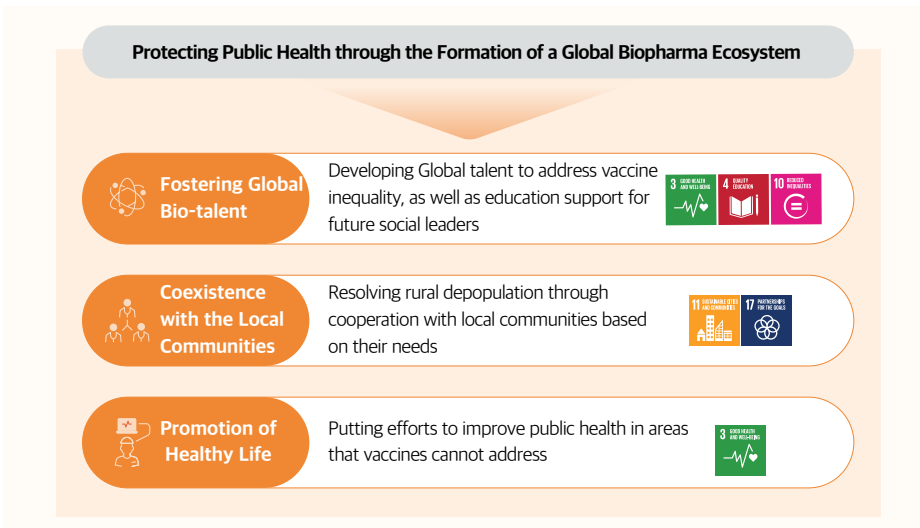 Protecting Public Health through the Formation of a Global Biopharma Ecosystem
Fostering Global
Bio-talent
Developing Global talent to address vaccine
inequality, as well as education support for
future social leaders
3 GOOD HEALTH
AND WELL-BEING
4 QUALITY
EDUCATION
10 REDUCED
INEQUALITIES
Coexistence
with the Local
Communities
Resolving rural depopulation through
cooperation with local communities based
on their needs
11 SUSTAINABLE CITIES
AND COMMUNITIES
17 PARTNERSHIPS
FOR THE GOALS
Promotion of
Healthy Life
Putting efforts to improve public health in areas
that vaccines cannot address
3 GOOD HEALTH
AND WELL-BEING